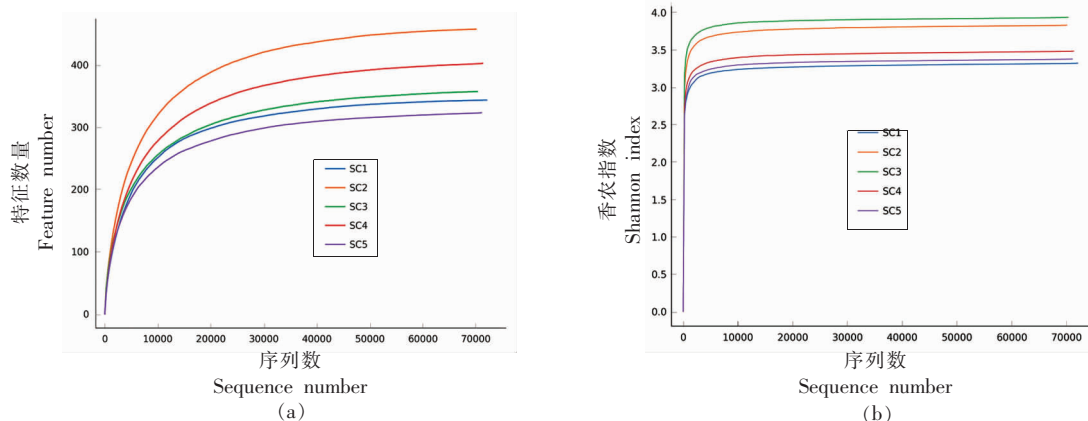 特征数量
Feature number
400
300
200
100
0
SC1
SC2
SC3
SC4
SC5
0 10000 20000 30000 40000 50000 60000 70000
序列数
Sequence number
(a)
香农指数
Shannon index
4.0
3.5
3.0
2.5
2.0
1.5
1.0
0.5
0.0
SC1
SC2
SC3
SC4
SC5
0 10000 20000 30000 40000 50000 60000 70000
序列数
Sequence number
(b)